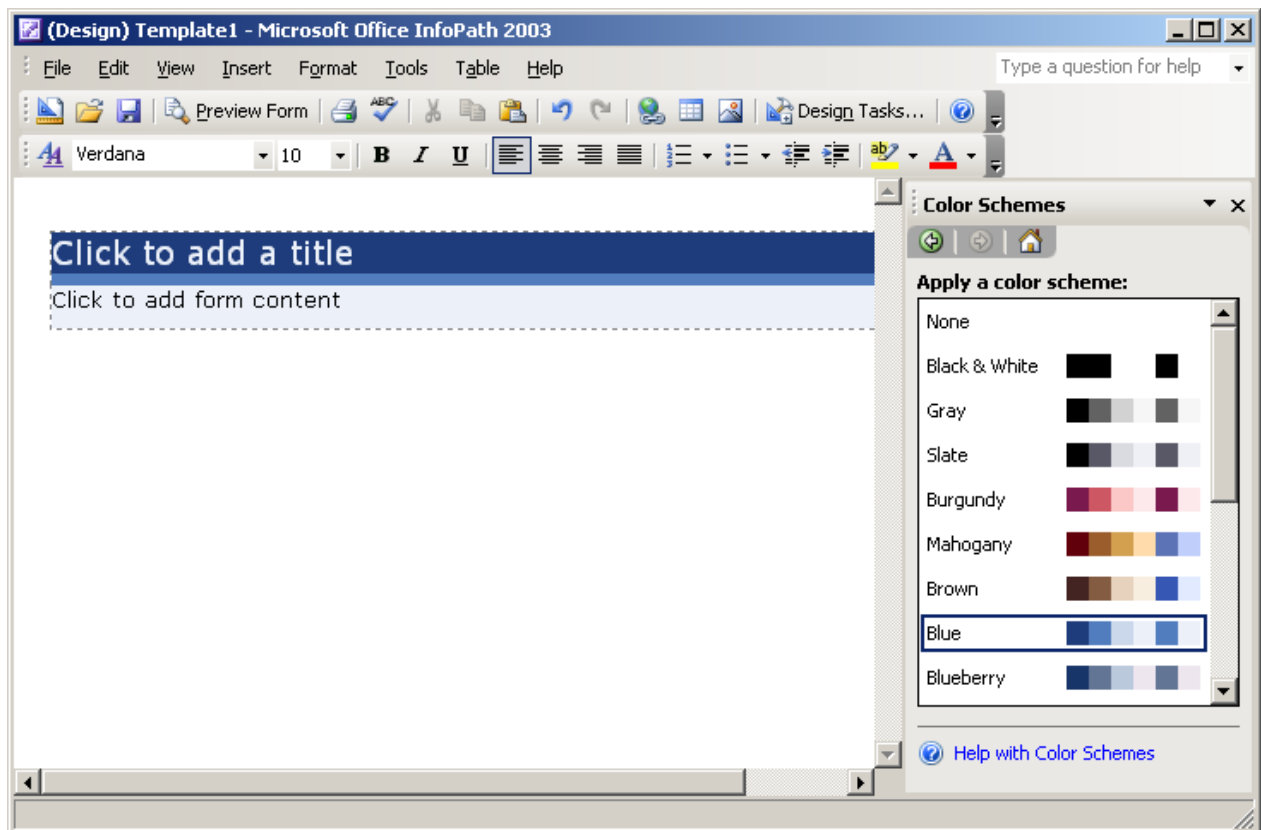 (Design) Template1 - Microsoft Office InfoPath 2003
File Edit View Insert Format Tools Table Help Type a question for help
Preview Form ABC Design Tasks...
Verdana 10 B I U ab A
Color Schemes
Click to add a title
Apply a color scheme:
Click to add form content
None
Black & White
Gray
Slate
Burgundy
Mahogany
Brown
Blue
Blueberry
Help with Color Schemes